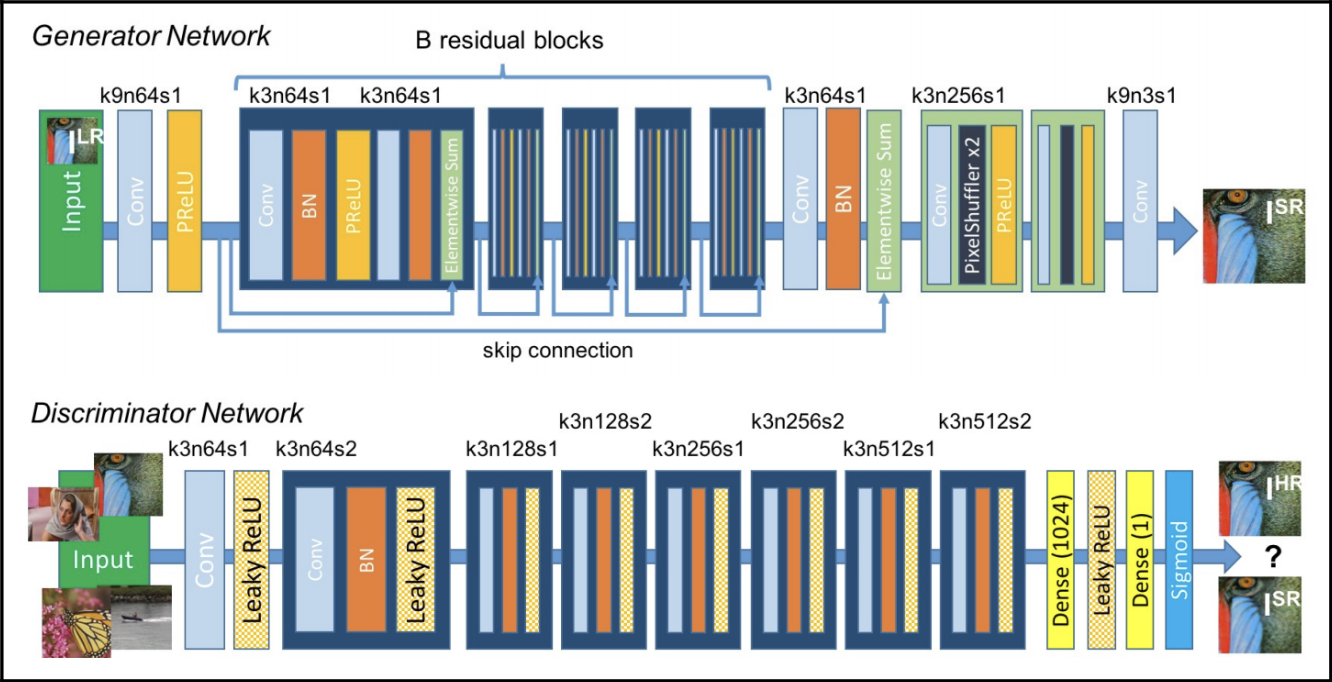 Generator Network
B residual blocks
k9n64s1
k3n64s1
k3n64s1
k3n64s1
k3n256s1
k9n3s1
I^LR
Input
Conv
PReLU
Conv
BN
PReLU
Elementwise Sum
Conv
BN
Elementwise Sum
Conv
PixelShuffler x2
PReLU
Conv
I^SR
skip connection
Discriminator Network
k3n64s1
k3n64s2
k3n128s1
k3n128s2
k3n256s1
k3n256s2
k3n512s1
k3n512s2
Input
Conv
Leaky ReLU
Conv
BN
Leaky ReLU
Dense (1024)
Leaky ReLU
Dense (1)
Sigmoid
I^HR
?
I^SR